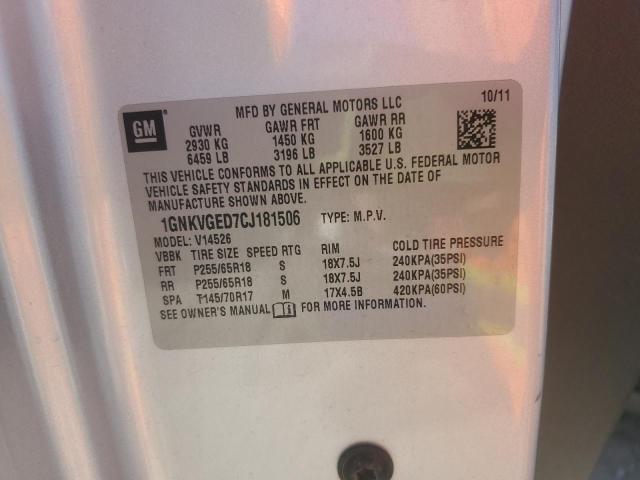 GM
MFD BY GENERAL MOTORS LLC 10/11
GVWR GAWR FRT GAWR RR
2930 KG 1450 KG 1600 KG
6459 LB 3196 LB 3527 LB
THIS VEHICLE CONFORMS TO ALL APPLICABLE U.S. FEDERAL MOTOR
VEHICLE SAFETY STANDARDS IN EFFECT ON THE DATE OF
MANUFACTURE SHOWN ABOVE.
1GNKVGED7CJ181506 TYPE: M.P.V.
MODEL: V14526
VBBK TIRE SIZE SPEED RTG RIM COLD TIRE PRESSURE
FRT P255/65R18 S 18X7.5J 240KPA(35PSI)
RR P255/65R18 S 18X7.5J 240KPA(35PSI)
SPA T145/70R17 M 17X4.5B 420KPA(60PSI)
SEE OWNER'S MANUAL FOR MORE INFORMATION.